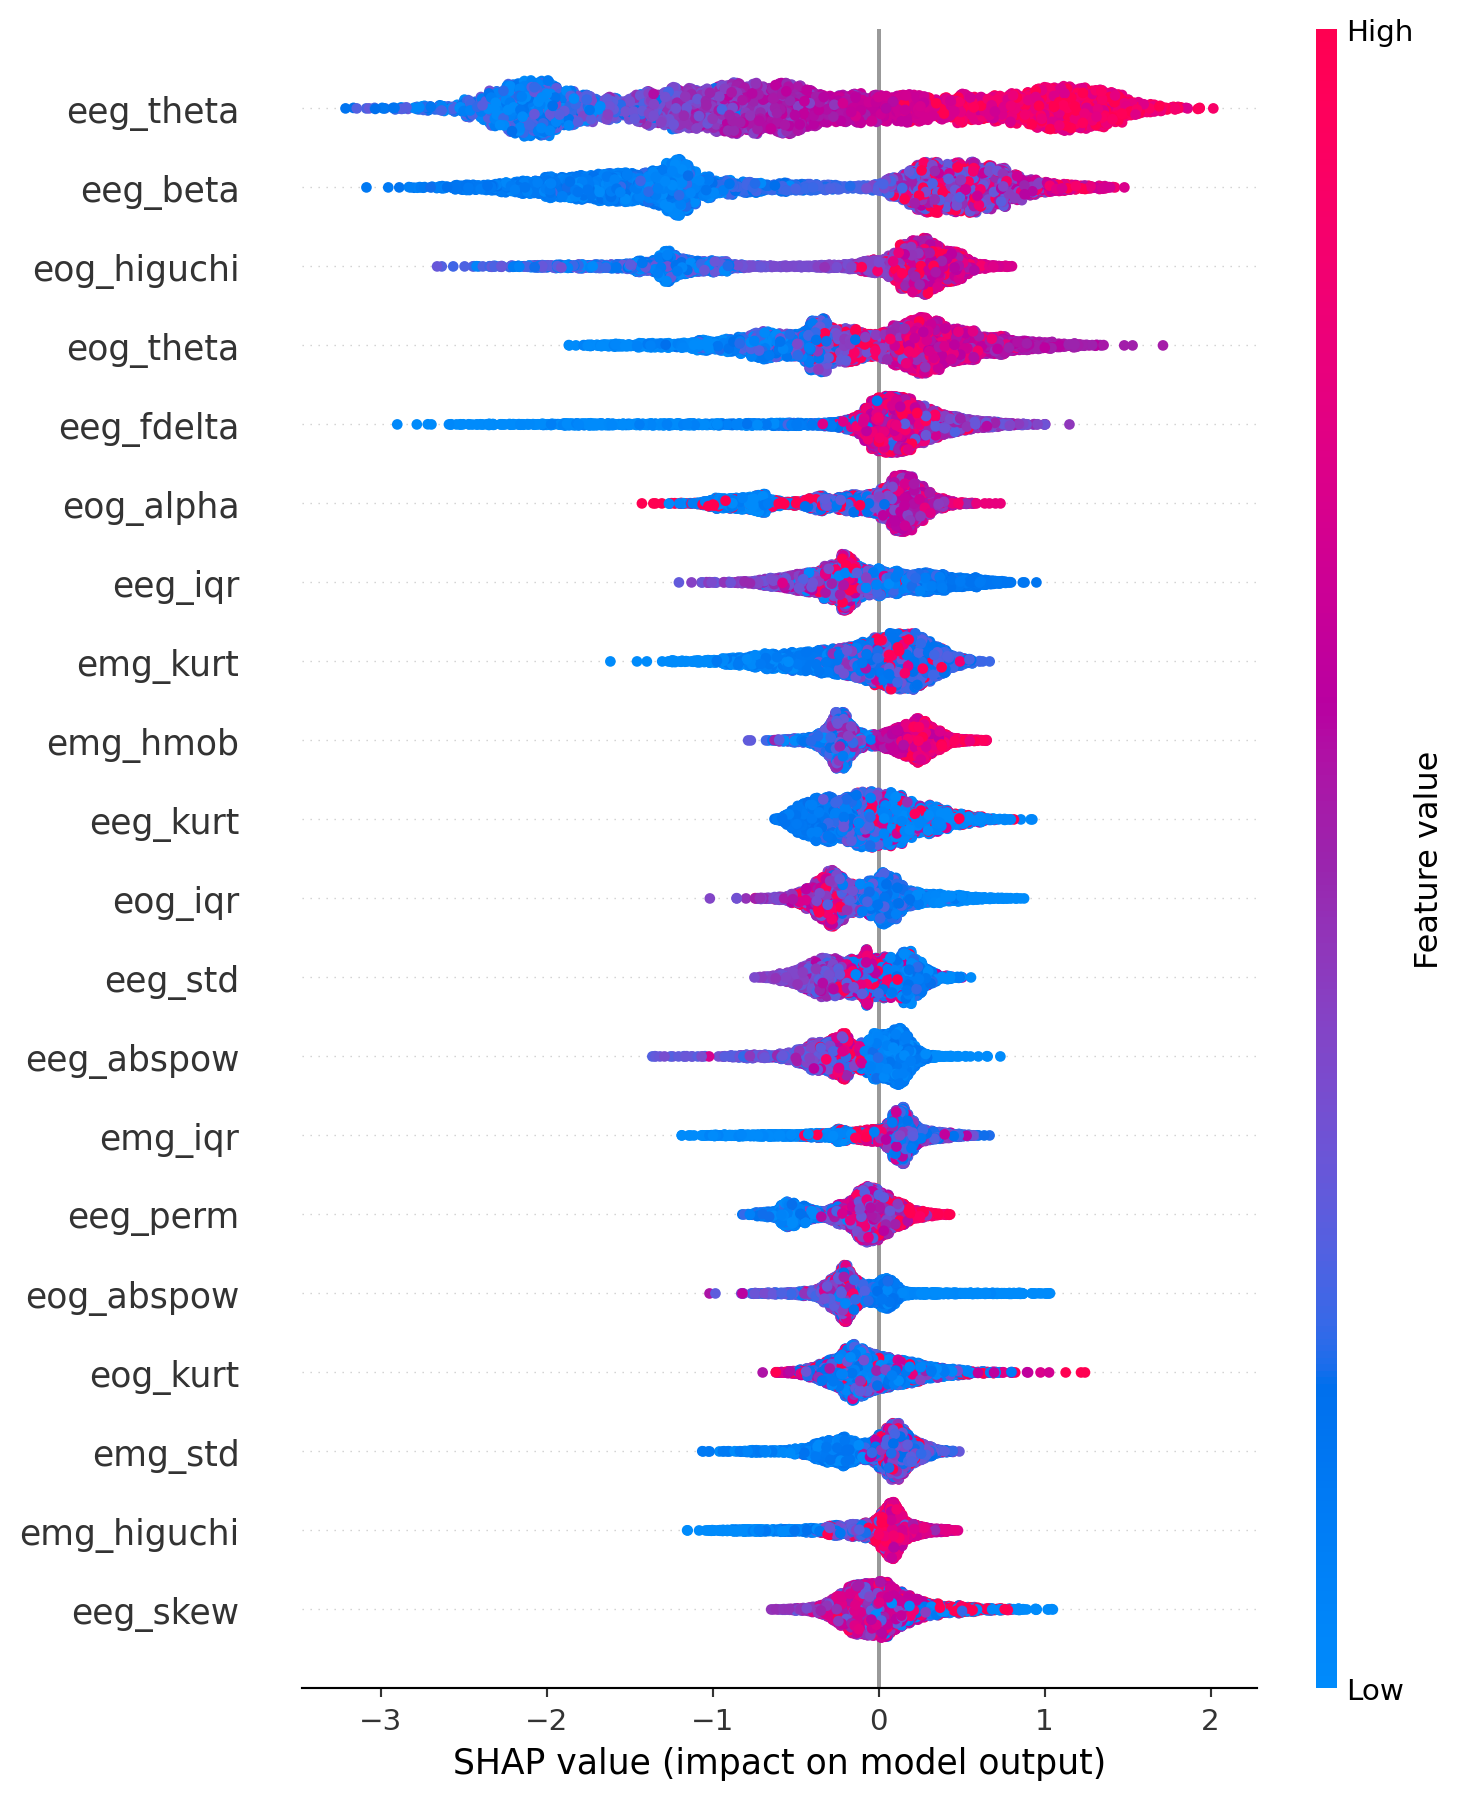 High
eeg_theta
eeg_beta
eog_higuchi
eog_theta
eeg_fdelta
eog_alpha
eeg_iqr
emg_kurt
emg_hmob
eeg_kurt
eog_iqr
eeg_std
eeg_abspow
emg_iqr
eeg_perm
eog_abspow
eog_kurt
emg_std
emg_higuchi
eeg_skew
Feature value
Low
−3 −2 −1 0 1 2
SHAP value (impact on model output)